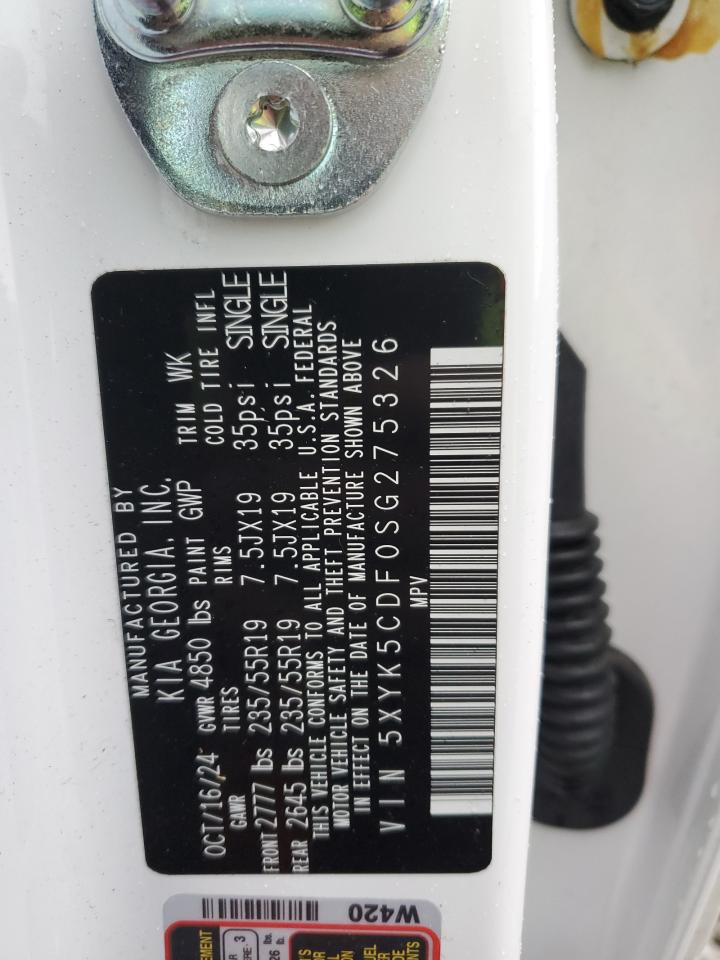 MANUFACTURED BY
KIA GEORGIA, INC.
OCT/16/24 GVWR 4850 lbs PAINT GWP TRIM WK
GAWR TIRES RIMS COLD TIRE INFL
FRONT 2777 lbs 235/55R19 7.5JX19 35psi SINGLE
REAR 2645 lbs 235/55R19 7.5JX19 35psi SINGLE
THIS VEHICLE CONFORMS TO ALL APPLICABLE U.S.A. FEDERAL
MOTOR VEHICLE SAFETY AND THEFT PREVENTION STANDARDS
IN EFFECT ON THE DATE OF MANUFACTURE SHOWN ABOVE
VIN 5XYK5CDF0SG275326
MPV
W420